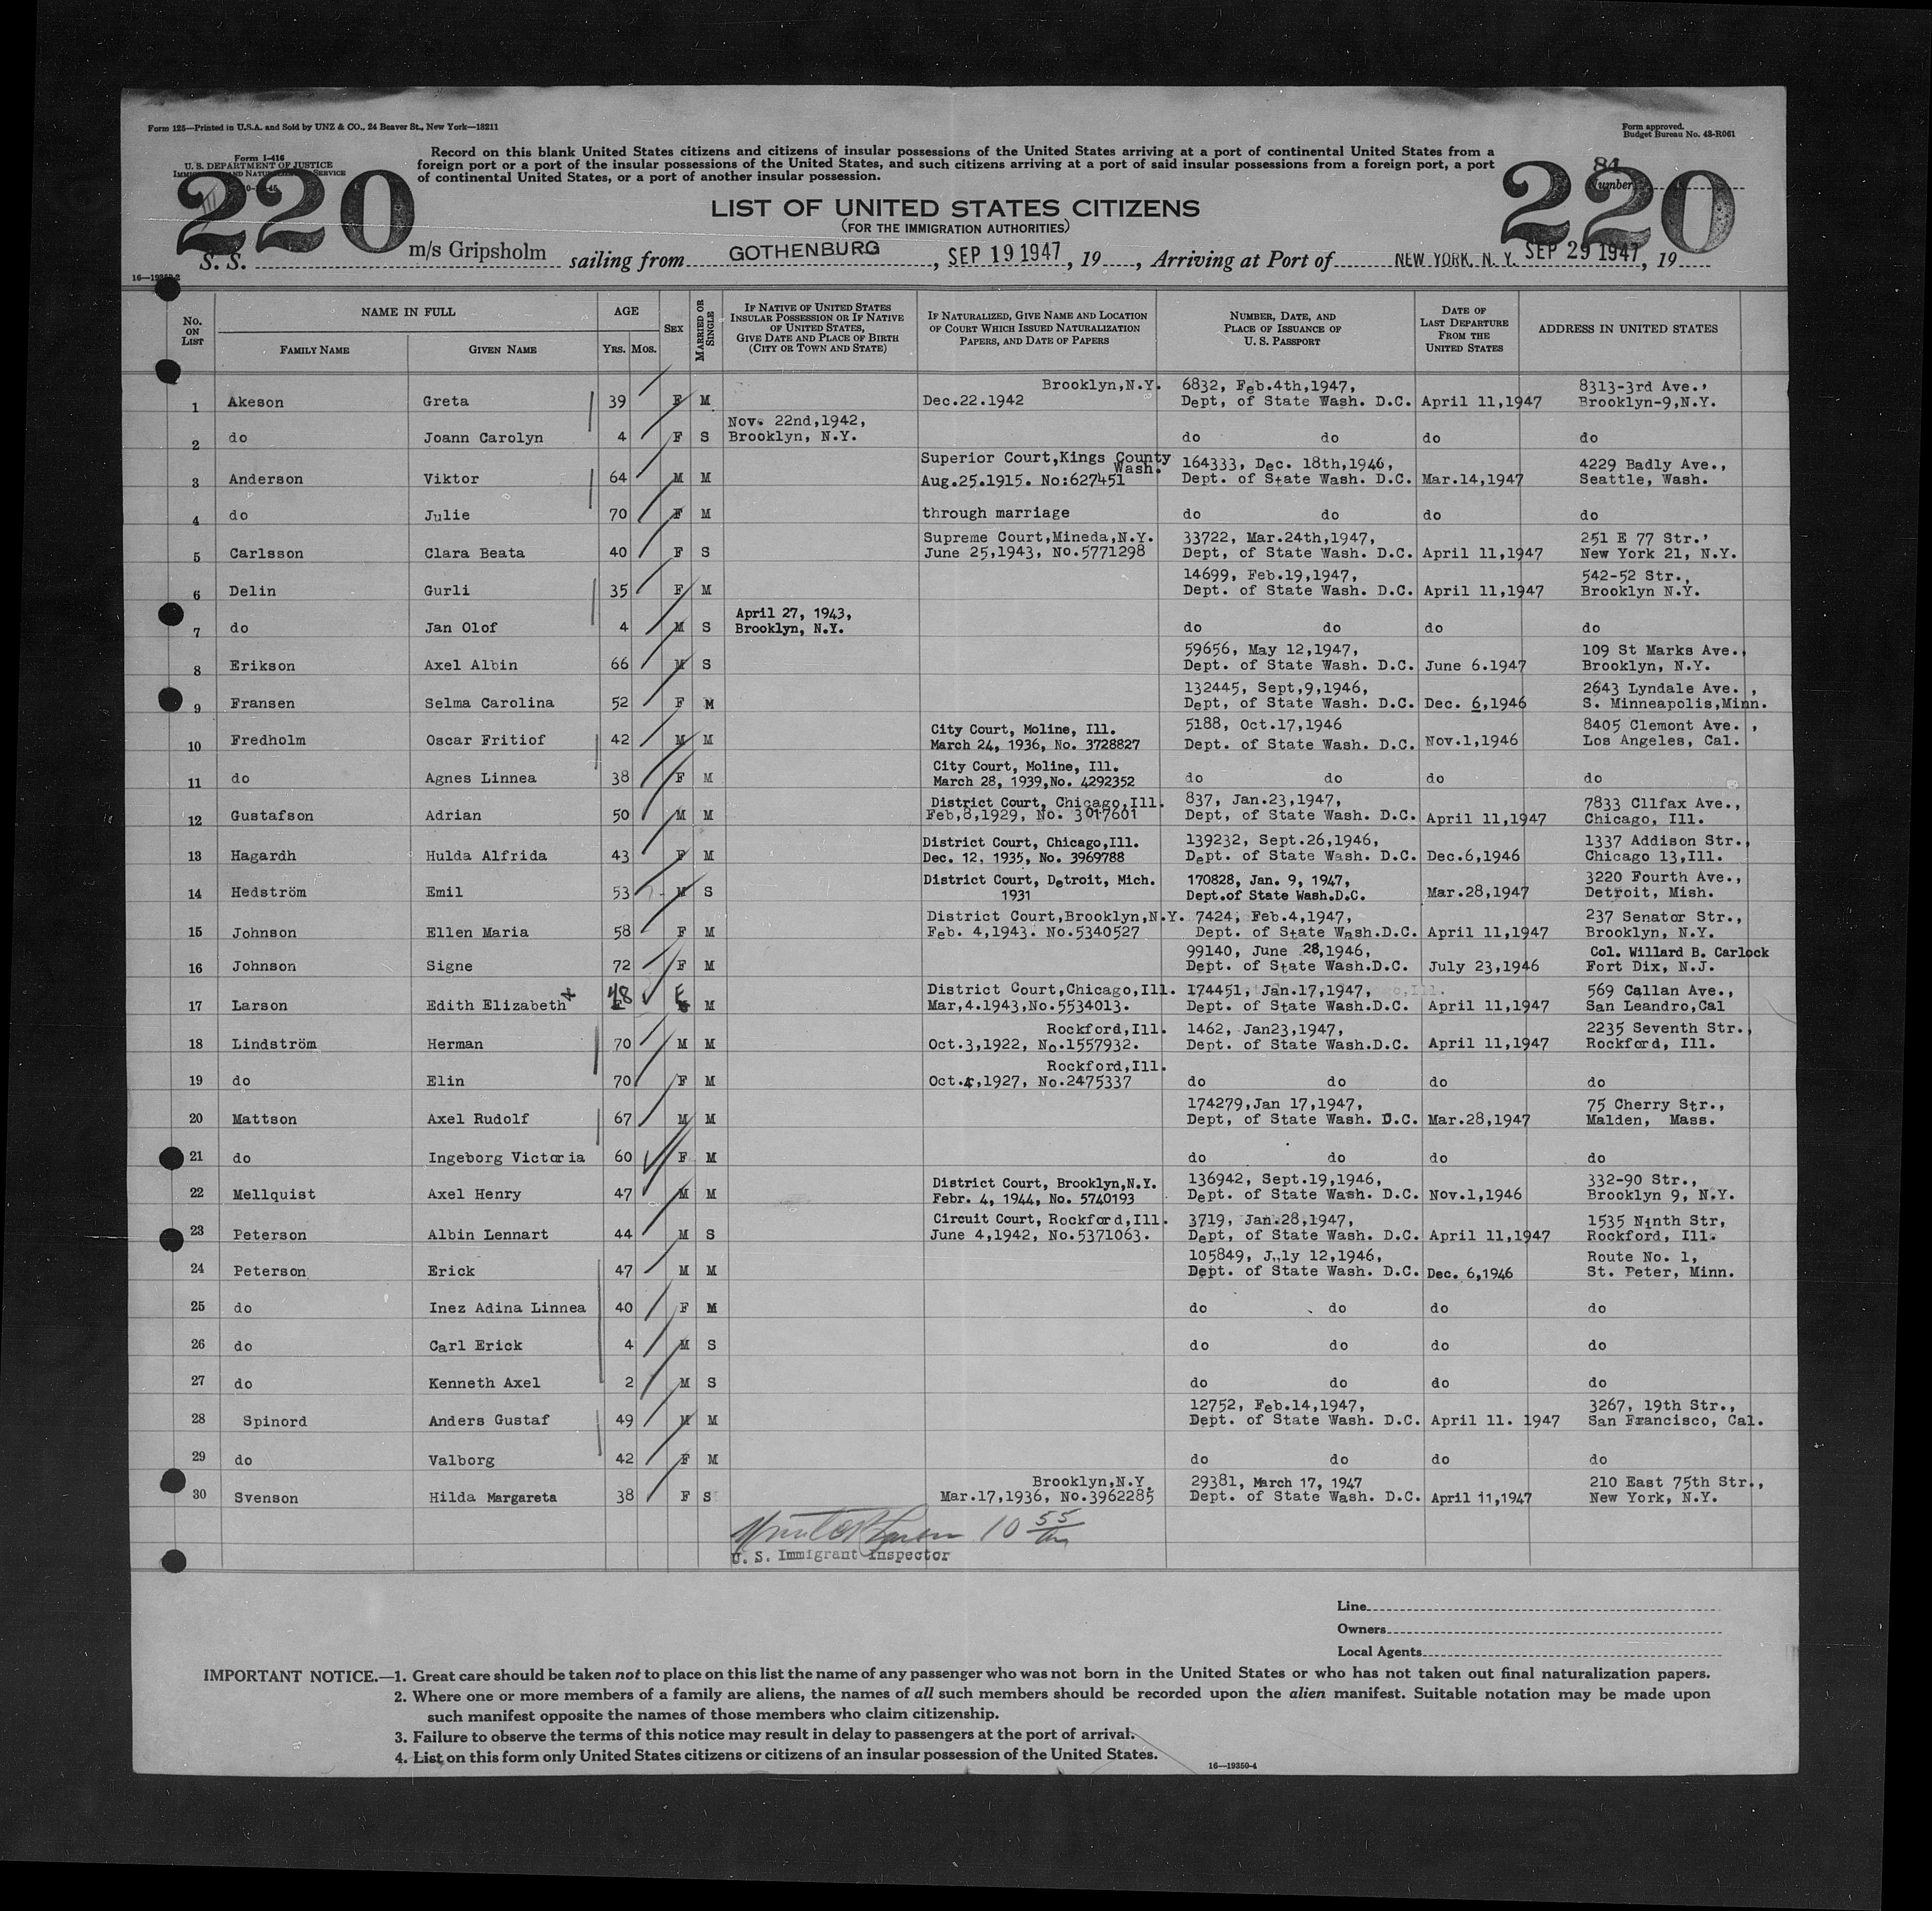 Form 125—Printed in U.S.A. and Sold by UNZ & CO., 24 Beaver St., New York—18211
Form approved.
Budget Bureau No. 43-R061
Form I-416
U. S. DEPARTMENT OF JUSTICE
IMMIGRATION AND NATURALIZATION SERVICE
Record on this blank United States citizens and citizens of insular possessions of the United States arriving at a port of continental United States from a
foreign port or a port of the insular possessions of the United States, and such citizens arriving at a port of said insular possessions from a foreign port, a port
of continental United States, or a port of another insular possession.
84
Number
220
220
LIST OF UNITED STATES CITIZENS
(FOR THE IMMIGRATION AUTHORITIES)
S. S. m/s Gripsholm sailing from GOTHENBURG, SEP 19 1947, 19, Arriving at Port of NEW YORK, N. Y. SEP 29 1947, 19
16—19350-2
No. ON LIST
NAME IN FULL
FAMILY NAME GIVEN NAME
AGE
YRS. MOS.
SEX
MARRIED OR SINGLE
IF NATIVE OF UNITED STATES
INSULAR POSSESSION OR IF NATIVE
OF UNITED STATES,
GIVE DATE AND PLACE OF BIRTH
(CITY OR TOWN AND STATE)
IF NATURALIZED, GIVE NAME AND LOCATION
OF COURT WHICH ISSUED NATURALIZATION
PAPERS, AND DATE OF PAPERS
NUMBER, DATE, AND
PLACE OF ISSUANCE OF
U. S. PASSPORT
DATE OF
LAST DEPARTURE
FROM THE
UNITED STATES
ADDRESS IN UNITED STATES
Brooklyn,N.Y. 6832, Feb.4th,1947, 8313-3rd Ave.,
1 Akeson Greta 39 F M Dec.22.1942 Dept, of State Wash. D.C. April 11,1947 Brooklyn-9,N.Y.
Nov. 22nd,1942,
2 do Joann Carolyn 4 F S Brooklyn, N.Y. do do do do
Superior Court,Kings County Wash. 164333, Dec. 18th,1946, 4229 Badly Ave.,
3 Anderson Viktor 64 M M Aug.25.1915. No:627451 Dept. of State Wash. D.C. Mar.14,1947 Seattle, Wash.
4 do Julie 70 F M through marriage do do do do
Supreme Court,Mineda,N.Y. 33722, Mar.24th,1947, 251 E 77 Str.,
5 Carlsson Clara Beata 40 F S June 25,1943, No.5771298 Dept, of State Wash. D.C. April 11,1947 New York 21, N.Y.
14699, Feb.19,1947, 542-52 Str.,
6 Delin Gurli 35 F M Dept. of State Wash. D.C. April 11,1947 Brooklyn N.Y.
April 27, 1943,
7 do Jan Olof 4 M S Brooklyn, N.Y. do do do do
59656, May 12,1947, 109 St Marks Ave.,
8 Erikson Axel Albin 66 M S Dept. of State Wash. D.C. June 6.1947 Brooklyn, N.Y.
132445, Sept,9,1946, 2643 Lyndale Ave. ,
9 Fransen Selma Carolina 52 F M Dept, of State Wash. D.C. Dec. 6,1946 S. Minneapolis,Minn.
City Court, Moline, Ill. 5188, Oct.17,1946 8405 Clemont Ave. ,
10 Fredholm Oscar Fritiof 42 M M March 24, 1936, No. 3728827 Dept. of State Wash. D.C. Nov.1,1946 Los Angeles, Cal.
City Court, Moline, Ill.
11 do Agnes Linnea 38 F M March 28, 1939,No. 4292352 do do do do
District Court, Chicago,Ill. 837, Jan.23,1947, 7833 Cllfax Ave.,
12 Gustafson Adrian 50 M M Feb,8,1929, No. 3017601 Dept, of State Wash. D.C. April 11,1947 Chicago, Ill.
District Court, Chicago,Ill. 139232, Sept.26,1946, 1337 Addison Str.,
13 Hagardh Hulda Alfrida 43 F M Dec. 12, 1935, No. 3969788 Dept. of State Wash. D.C. Dec.6,1946 Chicago 13,Ill.
District Court, Detroit, Mich. 170828, Jan. 9, 1947, 3220 Fourth Ave.,
14 Hedström Emil 53 M S 1931 Dept.of State Wash.D.C. Mar.28,1947 Detroit, Mish.
District Court,Brooklyn,N.Y. 7424, Feb.4,1947, 237 Senator Str.,
15 Johnson Ellen Maria 58 F M Feb. 4,1943. No.5340527 Dept. of State Wash.D.C. April 11,1947 Brooklyn, N.Y.
99140, June 28,1946, Col. Willard B. Carlock
16 Johnson Signe 72 F M Dept. of State Wash.D.C. July 23,1946 Fort Dix, N.J.
District Court,Chicago,Ill. 174451, Jan.17,1947, 569 Callan Ave.,
17 Larson Edith Elizabeth 48 F M Mar,4.1943,No.5534013. Dept. of State Wash.D.C. April 11,1947 San Leandro,Cal
Rockford,Ill. 1462, Jan23,1947, 2235 Seventh Str.,
18 Lindström Herman 70 M M Oct.3,1922, No.1557932. Dept. of State Wash.D.C. April 11,1947 Rockford, Ill.
Rockford,Ill.
19 do Elin 70 F M Oct.4,1927, No.2475337 do do do do
174279,Jan 17,1947, 75 Cherry Str.,
20 Mattson Axel Rudolf 67 M M Dept, of State Wash. D.C. Mar.28,1947 Malden, Mass.
21 do Ingeborg Victoria 60 F M do do do do
District Court, Brooklyn,N.Y. 136942, Sept.19,1946, 332-90 Str.,
22 Mellquist Axel Henry 47 M M Febr. 4, 1944, No. 5740193 Dept. of State Wash. D.C. Nov.1,1946 Brooklyn 9, N.Y.
Circuit Court, Rockford,Ill. 3719, Jan.28,1947, 1535 Ninth Str,
23 Peterson Albin Lennart 44 M S June 4,1942, No.5371063. Dept, of State Wash. D.C. April 11,1947 Rockford, Ill.
105849, July 12,1946, Route No. 1,
24 Peterson Erick 47 M M Dept. of State Wash. D.C. Dec. 6,1946 St. Peter, Minn.
25 do Inez Adina Linnea 40 F M do do do do
26 do Carl Erick 4 M S do do do do
27 do Kenneth Axel 2 M S do do do do
12752, Feb.14,1947, 3267, 19th Str.,
28 Spinord Anders Gustaf 49 M M Dept. of State Wash. D.C. April 11. 1947 San Francisco, Cal.
29 do Valborg 42 F M do do do do
Brooklyn,N.Y, 29381, March 17, 1947 210 East 75th Str.,
30 Svenson Hilda Margareta 38 F S Mar.17,1936, No.3962285 Dept. of State Wash. D.C. April 11,1947 New York, N.Y.
10 55
U. S. Immigrant Inspector
Line
Owners
Local Agents
IMPORTANT NOTICE.—1. Great care should be taken not to place on this list the name of any passenger who was not born in the United States or who has not taken out final naturalization papers.
2. Where one or more members of a family are aliens, the names of all such members should be recorded upon the alien manifest. Suitable notation may be made upon
such manifest opposite the names of those members who claim citizenship.
3. Failure to observe the terms of this notice may result in delay to passengers at the port of arrival.
4. List on this form only United States citizens or citizens of an insular possession of the United States.
16—19350-4